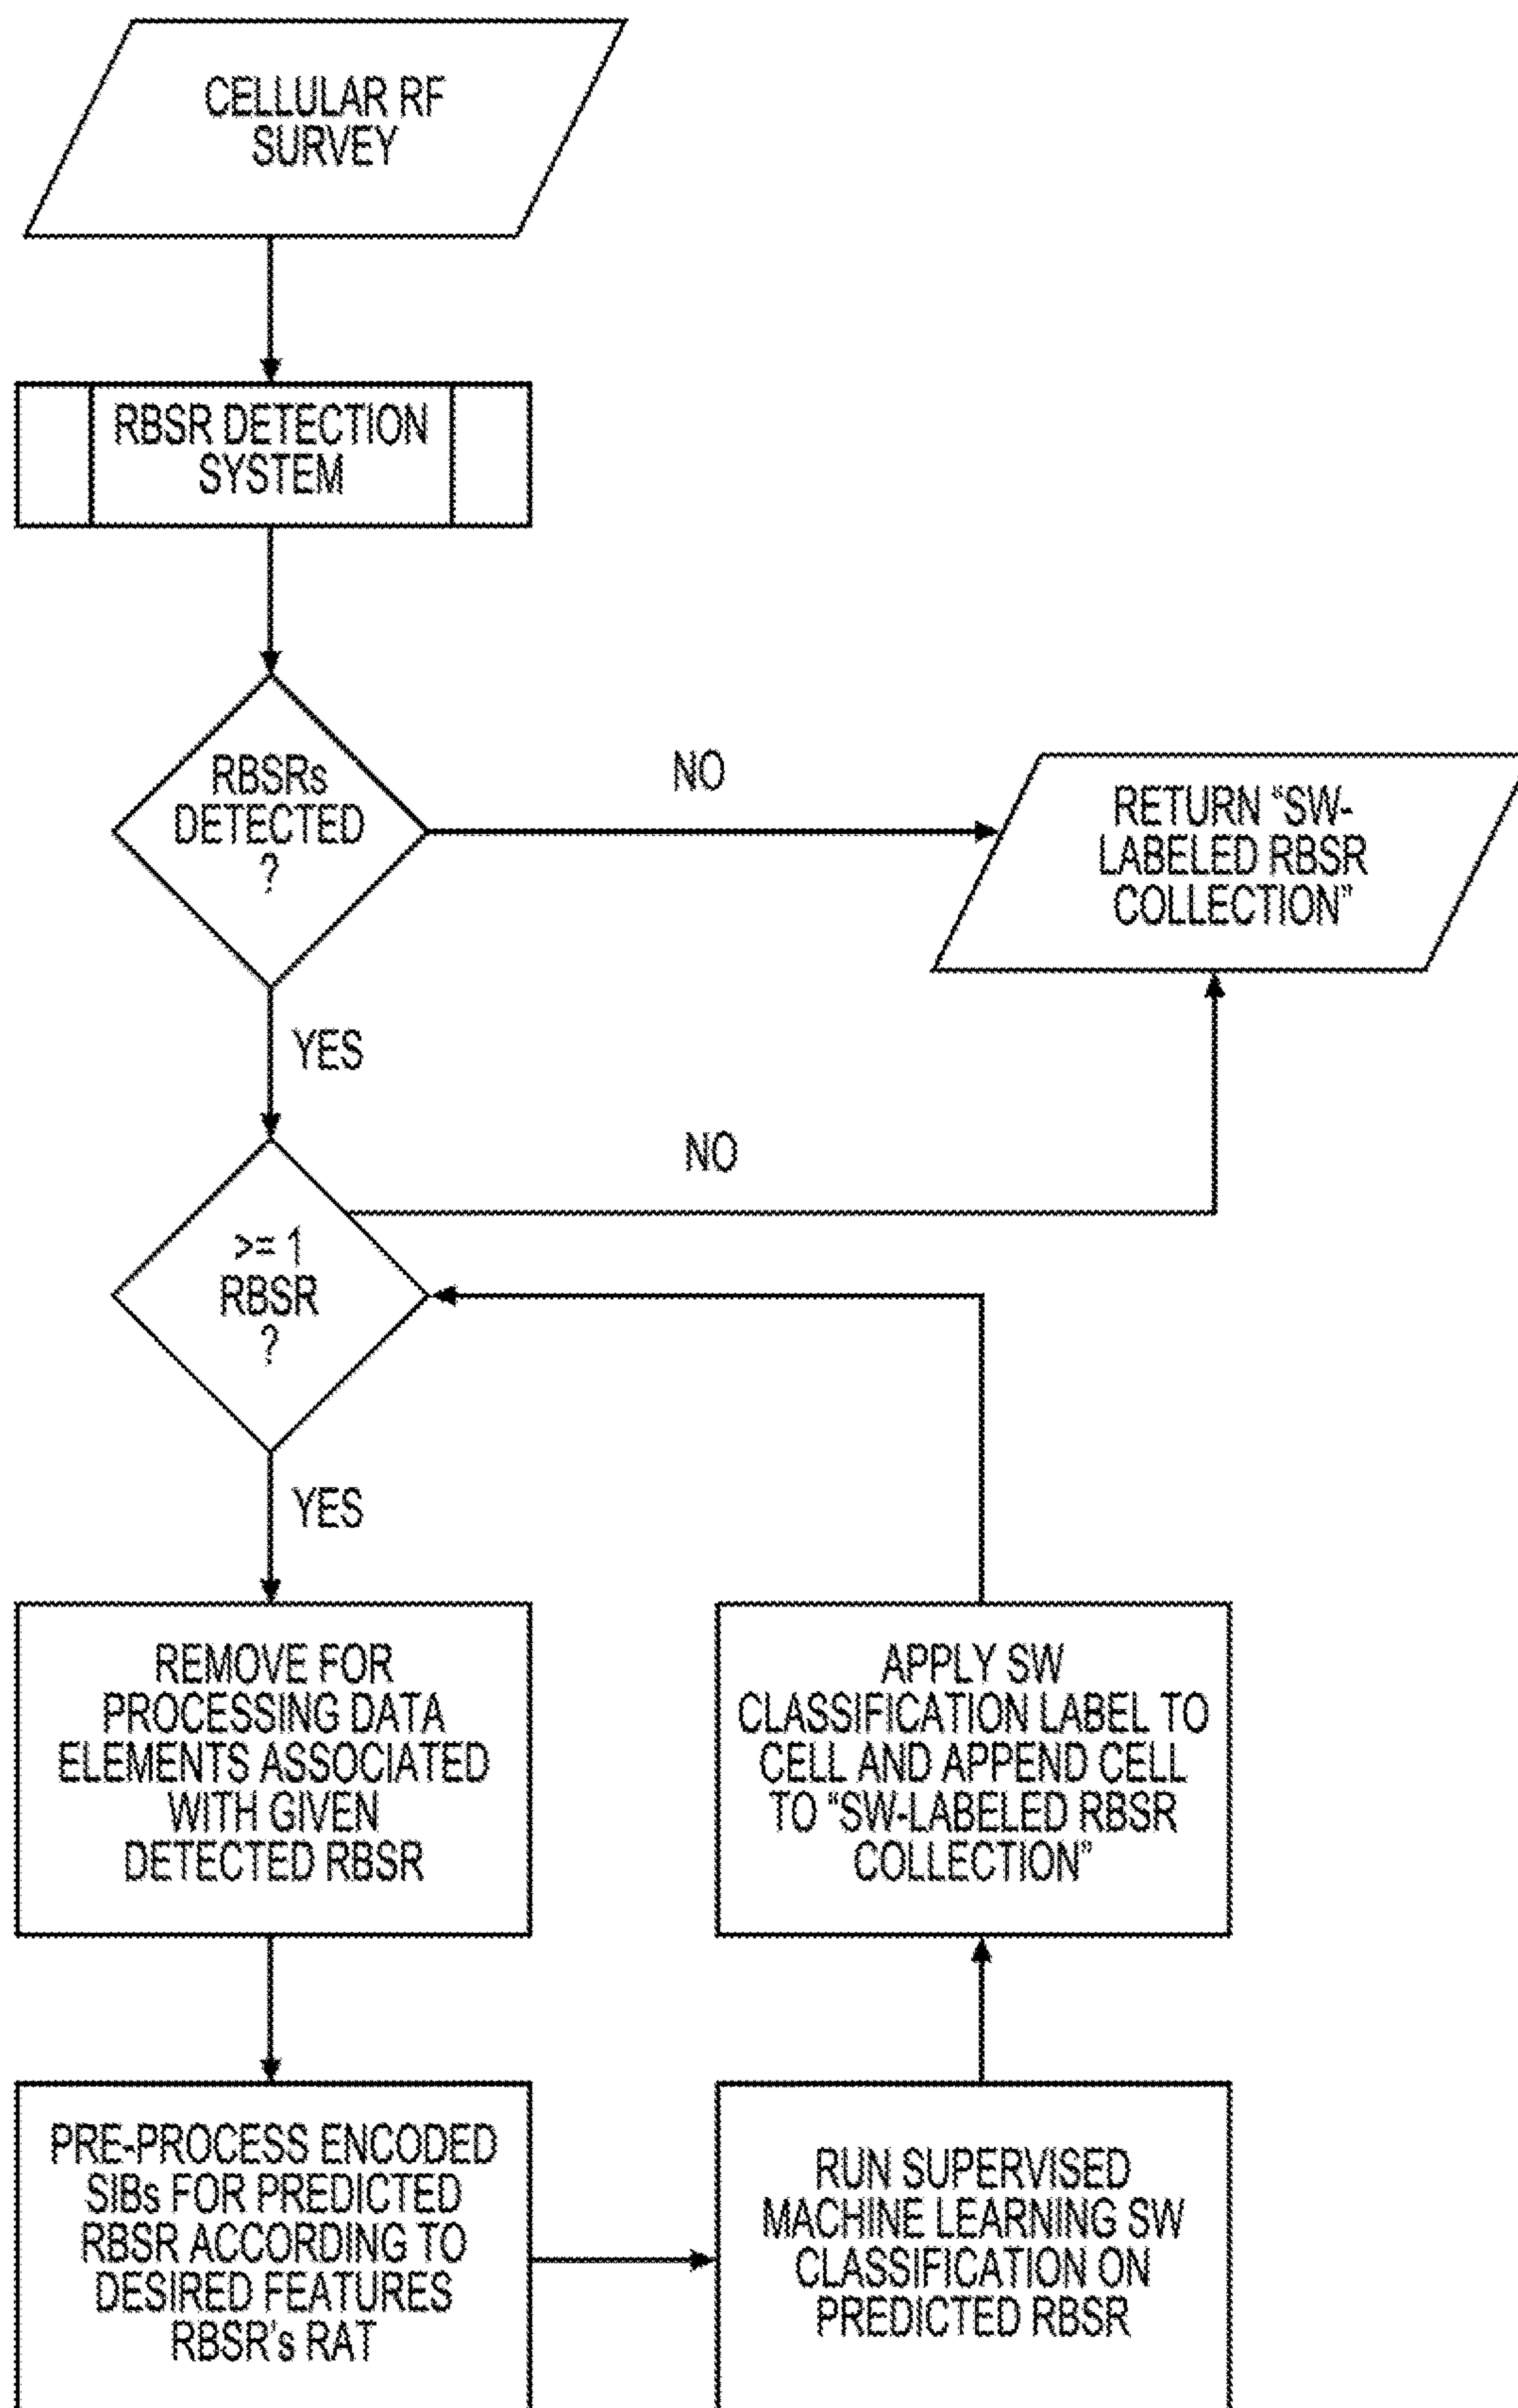 CELLULAR RF
SURVEY
RBSR DETECTION
SYSTEM
RBSRs
DETECTED
?
NO
RETURN “SW-
LABELED RBSR
COLLECTION”
YES
NO
>= 1
RBSR
?
YES
REMOVE FOR
PROCESSING DATA
ELEMENTS ASSOCIATED
WITH GIVEN
DETECTED RBSR
APPLY SW
CLASSIFICATION LABEL TO
CELL AND APPEND CELL
TO “SW-LABELED RBSR
COLLECTION”
PRE-PROCESS ENCODED
SIBs FOR PREDICTED
RBSR ACCORDING TO
DESIRED FEATURES
RBSR’s RAT
RUN SUPERVISED
MACHINE LEARNING SW
CLASSIFICATION ON
PREDICTED RBSR